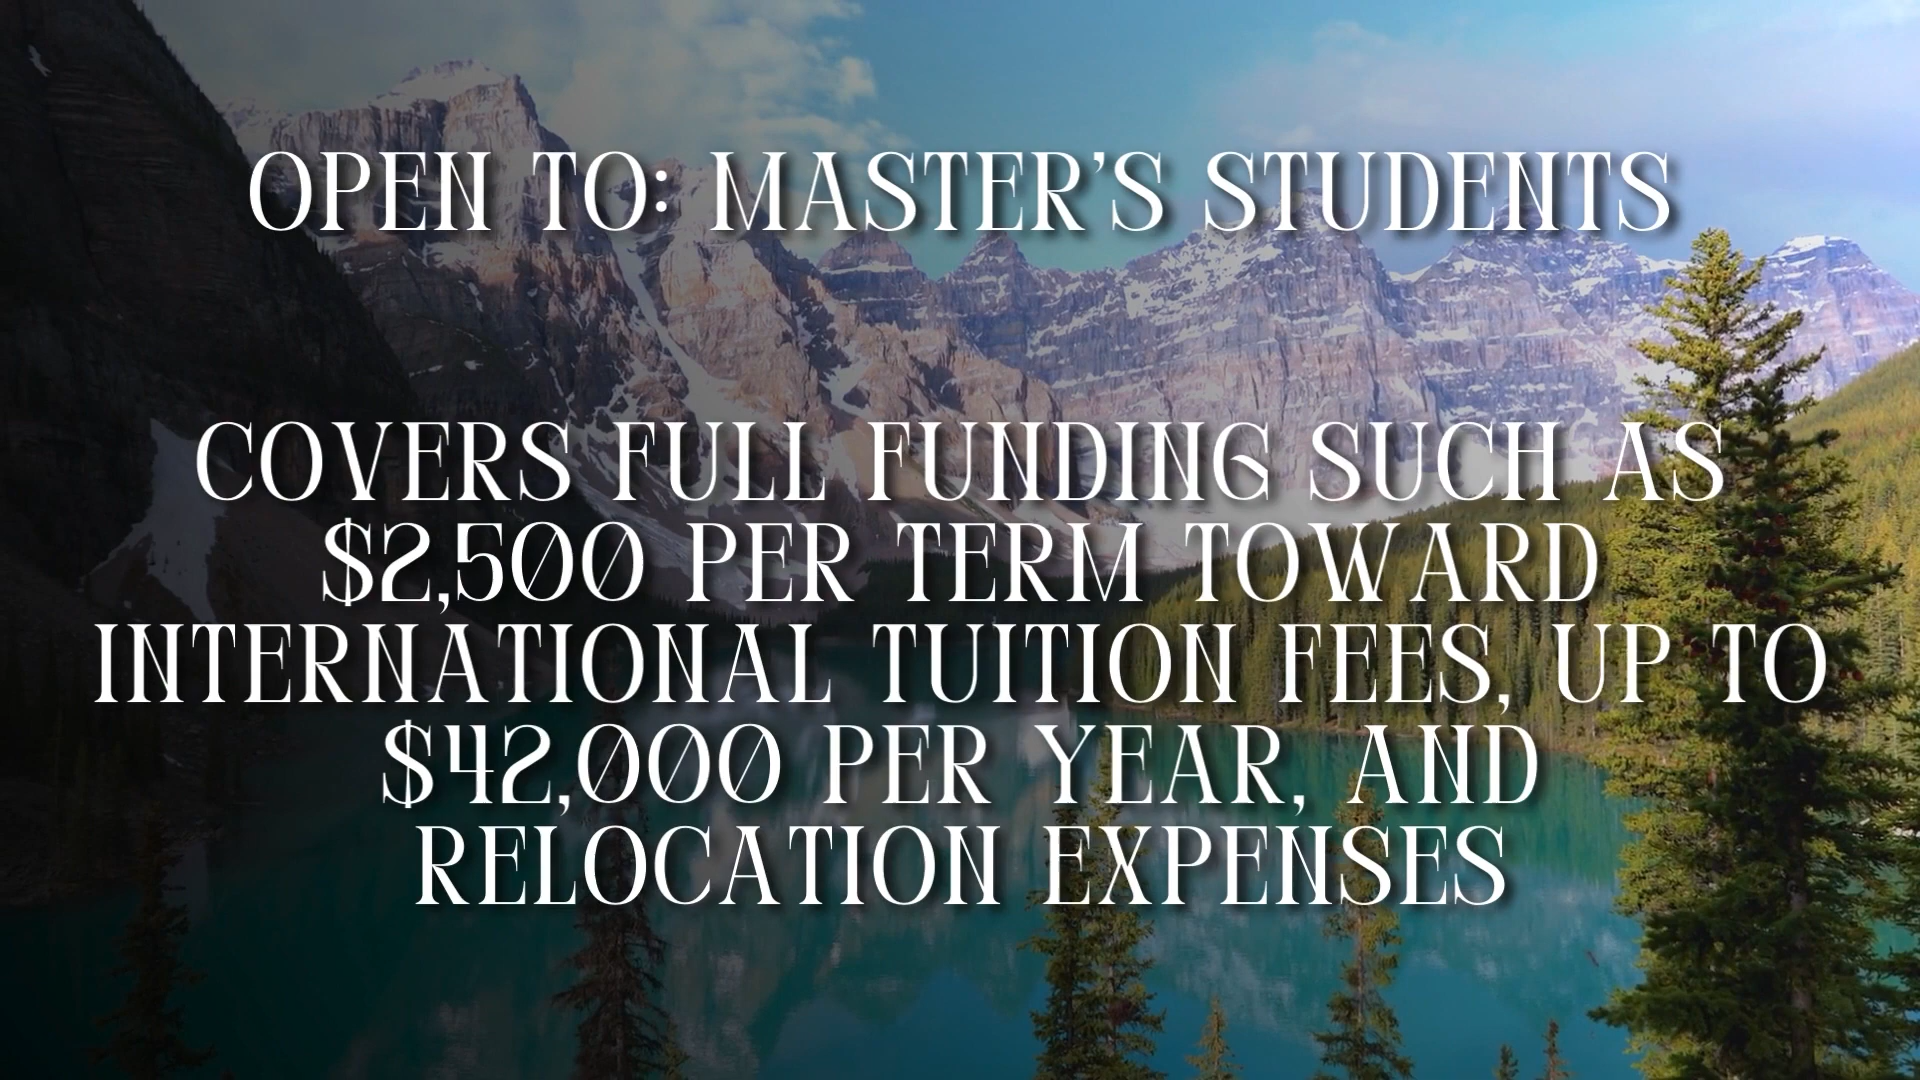 OPEN TO: MASTER'S STUDENTS
COVERS FULL FUNDING SUCH AS
$2,500 PER TERM TOWARD
INTERNATIONAL TUITION FEES, UP TO
$42,000 PER YEAR, AND
RELOCATION EXPENSES